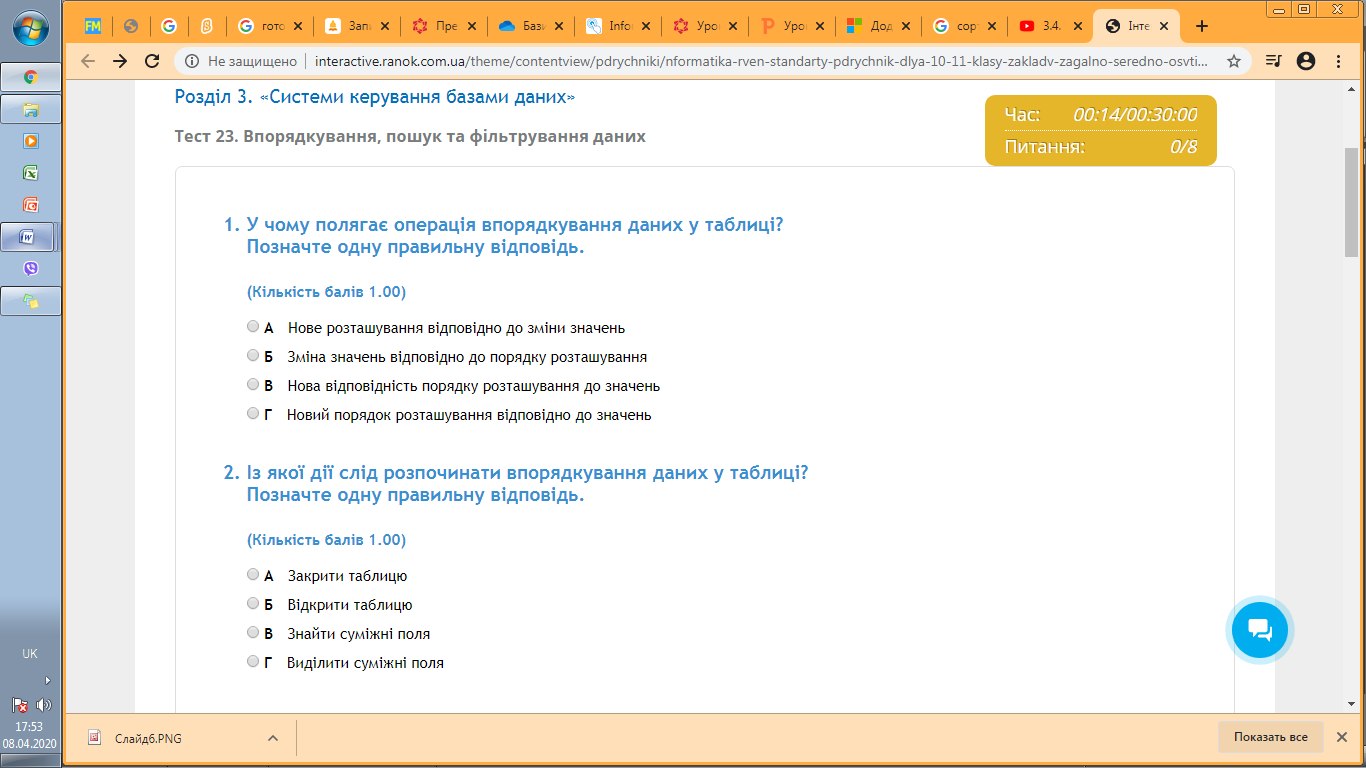 FM
гото
Запи
Пре
Бази
Infor
Урон
Урон
Дод
сорт
3.4.
Інте
Не защищено | interactive.ranok.com.ua/theme/contentview/pdrychniki/nformatika-rven-standarty-pdrychnik-dlya-10-11-klasy-zakladv-zagalno-seredno-osvti...
Розділ 3. «Системи керування базами даних»
Тест 23. Впорядкування, пошук та фільтрування даних
Час: 00:14/00:30:00
Питання: 0/8
1. У чому полягає операція впорядкування даних у таблиці?
Позначте одну правильну відповідь.
(Кількість балів 1.00)
А Нове розташування відповідно до зміни значень
Б Зміна значень відповідно до порядку розташування
В Нова відповідність порядку розташування до значень
Г Новий порядок розташування відповідно до значень
2. Із якої дії слід розпочинати впорядкування даних у таблиці?
Позначте одну правильну відповідь.
(Кількість балів 1.00)
А Закрити таблицю
Б Відкрити таблицю
В Знайти суміжні поля
Г Виділити суміжні поля
UK
17:53
08.04.2020
Слайд6.PNG
Показать все